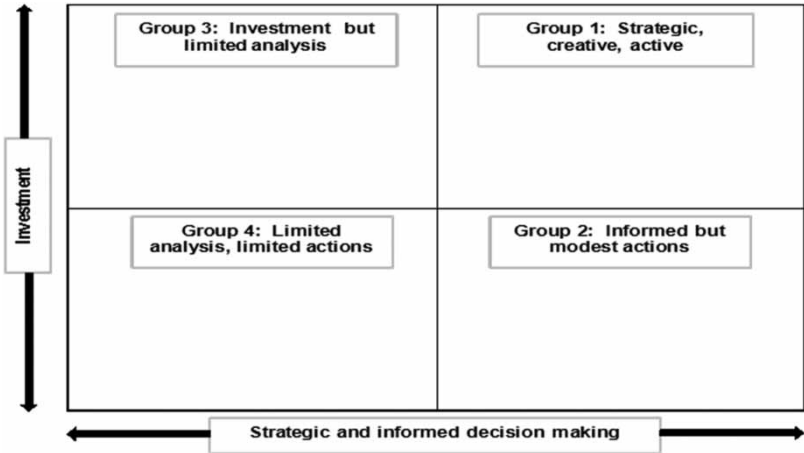 Group 3: Investment but
limited analysis
Group 1: Strategic,
creative, active
Investment
Group 4: Limited
analysis, limited actions
Group 2: Informed but
modest actions
Strategic and informed decision making